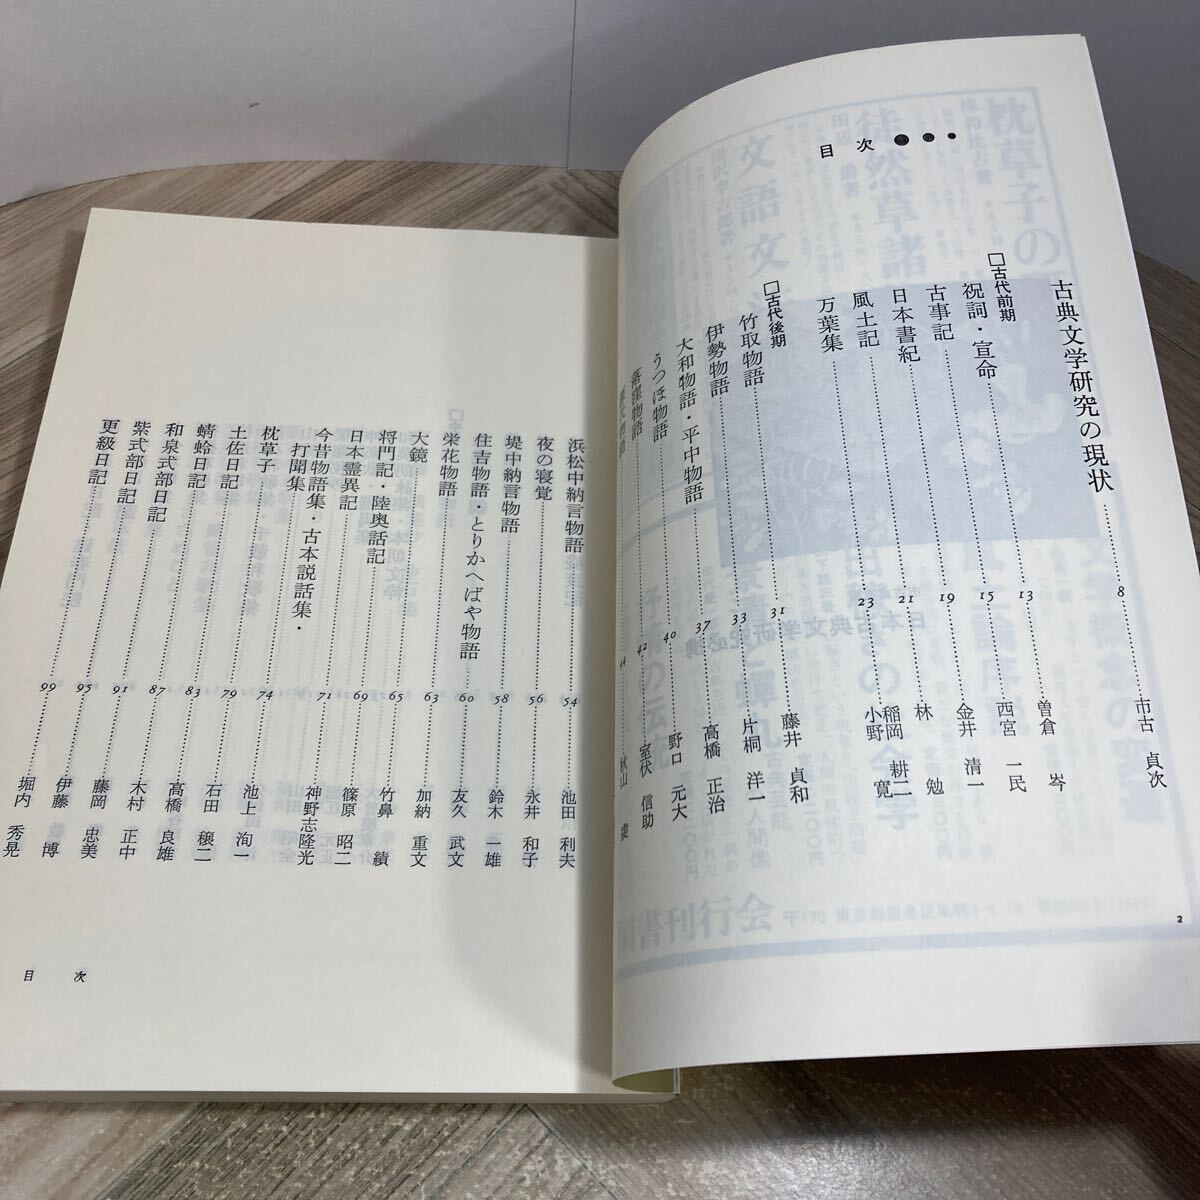 目次●●●
古典文学研究の現状……8 市古 貞次
□古代前期
祝詞・宣命……13 曽倉 岑
古事記……15 西宮 一民
日本書紀……19 金井 清一
風土記……21 林 勉
万葉集……23 稲岡 耕二
小野 寛
□古代後期
竹取物語……31 藤井 貞和
伊勢物語……33 片桐 洋一
大和物語・平中物語……37 高橋 正治
うつほ物語……40 野口 元大
落窪物語……42 室伏 信助
源氏物語……44 秋山 虔
2
浜松中納言物語……54 池田 利夫
夜の寝覚……56 永井 和子
堤中納言物語……58 鈴木 一雄
住吉物語・とりかへばや物語……60 友久 武文
栄花物語……63 加納 重文
大鏡……65 竹鼻 績
将門記・陸奥話記……69 篠原 昭二
日本霊異記……71 神野志隆光
今昔物語集・古本説話集・
打聞集……74 池上 洵一
枕草子……79 石田 穣二
土佐日記……83 高橋 良雄
蜻蛉日記……87 木村 正中
和泉式部日記……91 藤岡 忠美
紫式部日記……95 伊藤 博
更級日記……99 堀内 秀晃
目次